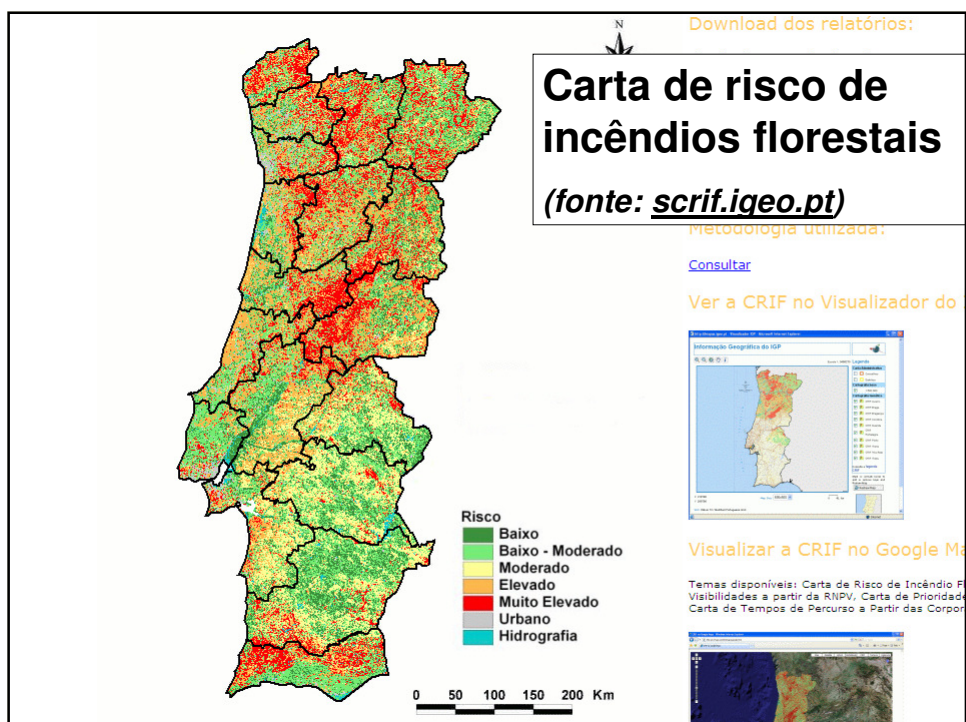 N
Download dos relatórios:
Carta de risco de
incêndios florestais
(fonte: scrif.igeo.pt)
Metodologia utilizada:
Consultar
Ver a CRIF no Visualizador do
Informação Geográfica do IGP
Risco
Baixo
Baixo - Moderado
Moderado
Elevado
Muito Elevado
Urbano
Hidrografia
0 50 100 150 200 Km
Visualizar a CRIF no Google Ma
Temas disponíveis: Carta de Risco de Incêndio Fl
Visibilidades a partir da RNPV, Carta de Prioridade
Carta de Tempos de Percurso a Partir das Corpor